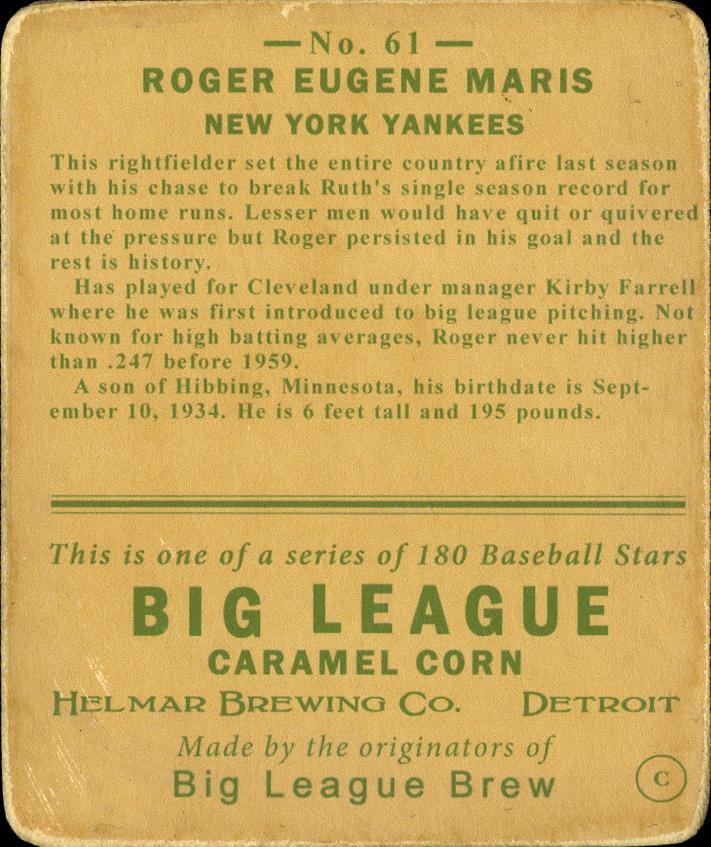 — No. 61 —
ROGER EUGENE MARIS
NEW YORK YANKEES
This rightfielder set the entire country afire last season
with his chase to break Ruth's single season record for
most home runs. Lesser men would have quit or quivered
at the pressure but Roger persisted in his goal and the
rest is history.
Has played for Cleveland under manager Kirby Farrell
where he was first introduced to big league pitching. Not
known for high batting averages, Roger never hit higher
than .247 before 1959.
A son of Hibbing, Minnesota, his birthdate is Sept-
ember 10, 1934. He is 6 feet tall and 195 pounds.
This is one of a series of 180 Baseball Stars
BIG LEAGUE
CARAMEL CORN
HELMAR BREWING CO. DETROIT
Made by the originators of
Big League Brew
C